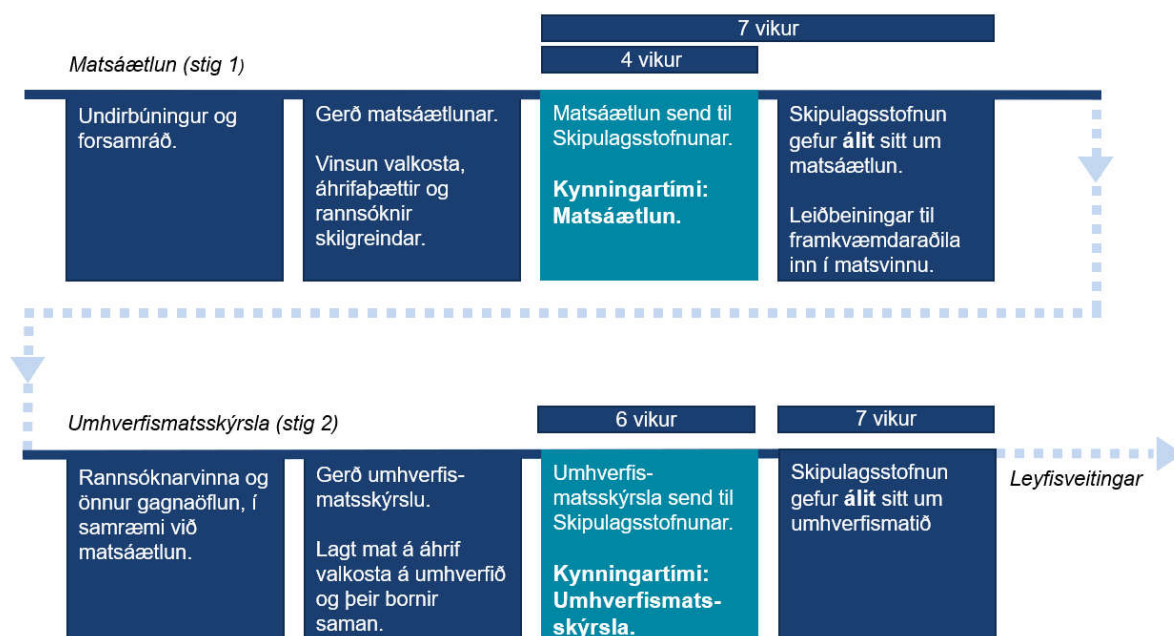 7 vikur
Matsáætlun (stig 1)
4 vikur
Undirbúningur og
forsamráð.
Gerð matsáætlunar.
Vinsun valkosta,
áhrifaþættir og
rannsóknir
skilgreindar.
Matsáætlun send til
Skipulagsstofnunar.
Kynningartími:
Matsáætlun.
Skipulagsstofnun
gefur álit sitt um
matsáætlun.
Leiðbeiningar til
framkvæmdaraðila
inn í matsvinnu.
Umhverfismatsskýrsla (stig 2)
6 vikur
7 vikur
Rannsóknarvinna og
önnur gagnaöflun, í
samræmi við
matsáætlun.
Gerð umhverfis-
matsskýrslu.
Lagt mat á áhrif
valkosta á umhverfið
og þeir bornir
saman.
Umhverfis-
matsskýrsla send til
Skipulagsstofnunar.
Kynningartími:
Umhverfismats-
skýrsla.
Skipulagsstofnun
gefur álit sitt um
umhverfismatið
Leyfisveitingar